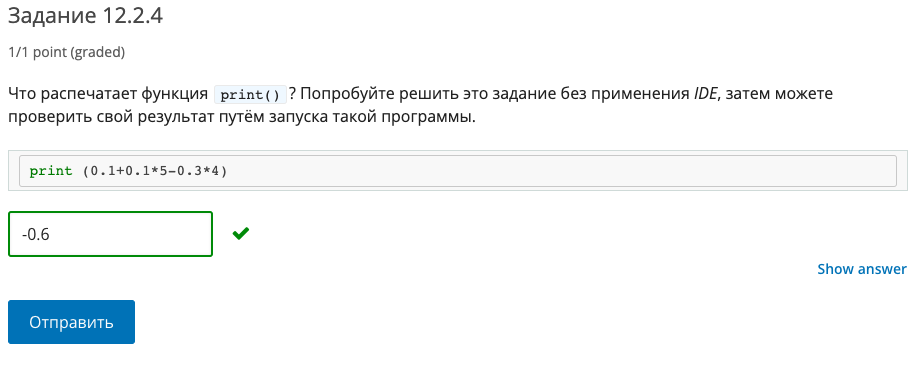 Задание 12.2.4
1/1 point (graded)
Что распечатает функция print() ? Попробуйте решить это задание без применения IDE, затем можете
проверить свой результат путём запуска такой программы.
print (0.1+0.1*5-0.3*4)
-0.6
Show answer
Отправить